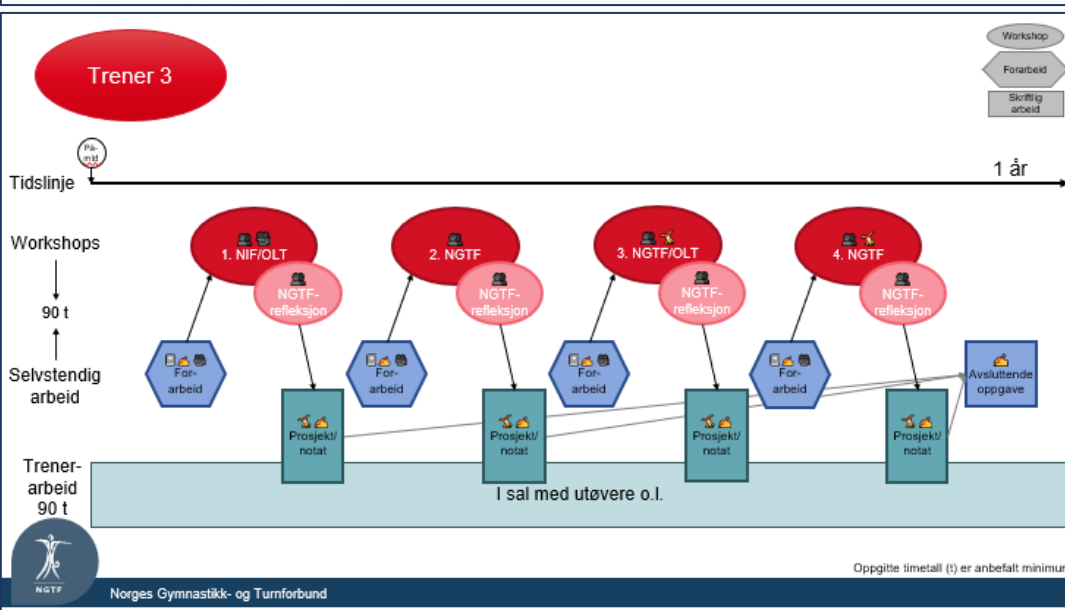 Trener 3
Workshop
Forarbeid
Skriftlig
arbeid
På-
mld
Tidslinje
1 år
Workshops
90 t
Selvstendig
arbeid
1. NIF/OLT
NGTF-
refleksjon
2. NGTF
NGTF-
refleksjon
3. NGTF/OLT
NGTF-
refleksjon
4. NGTF
NGTF-
refleksjon
For-
arbeid
For-
arbeid
For-
arbeid
For-
arbeid
Avsluttende
oppgave
Prosjekt/
notat
Prosjekt/
notat
Prosjekt/
notat
Prosjekt/
notat
Trener-
arbeid
90 t
I sal med utøvere o.l.
Oppgitte timetall (t) er anbefalt minimum
NGTF
Norges Gymnastikk- og Turnforbund